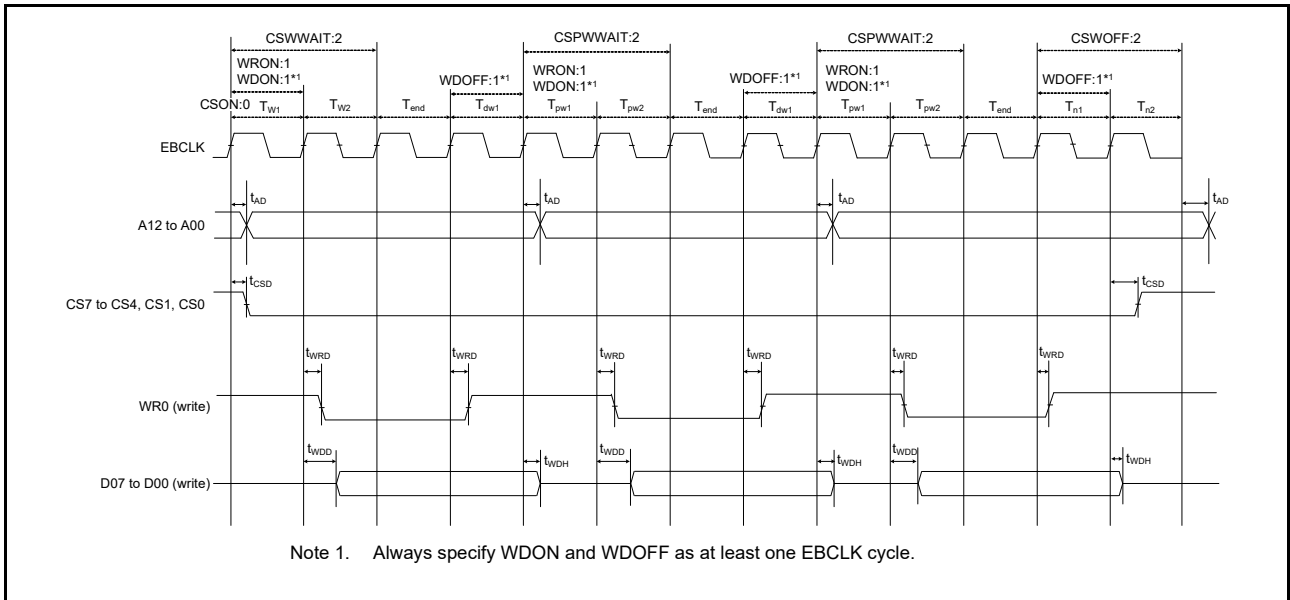 CSWWAIT:2 CSPWWAIT:2 CSPWWAIT:2 CSWOFF:2
WRON:1 WRON:1 WRON:1
WDON:1*1 WDOFF:1*1 WDON:1*1 WDOFF:1*1 WDON:1*1 WDOFF:1*1
CSON:0 TW1 TW2 Tend Tdw1 Tpw1 Tpw2 Tend Tdw1 Tpw1 Tpw2 Tend Tn1 Tn2
EBCLK
tAD tAD tAD tAD
A12 to A00
tCSD tCSD
CS7 to CS4, CS1, CS0
tWRD tWRD tWRD tWRD tWRD tWRD
WR0 (write)
tWDD tWDH tWDD tWDH tWDD tWDH
D07 to D00 (write)
Note 1. Always specify WDON and WDOFF as at least one EBCLK cycle.